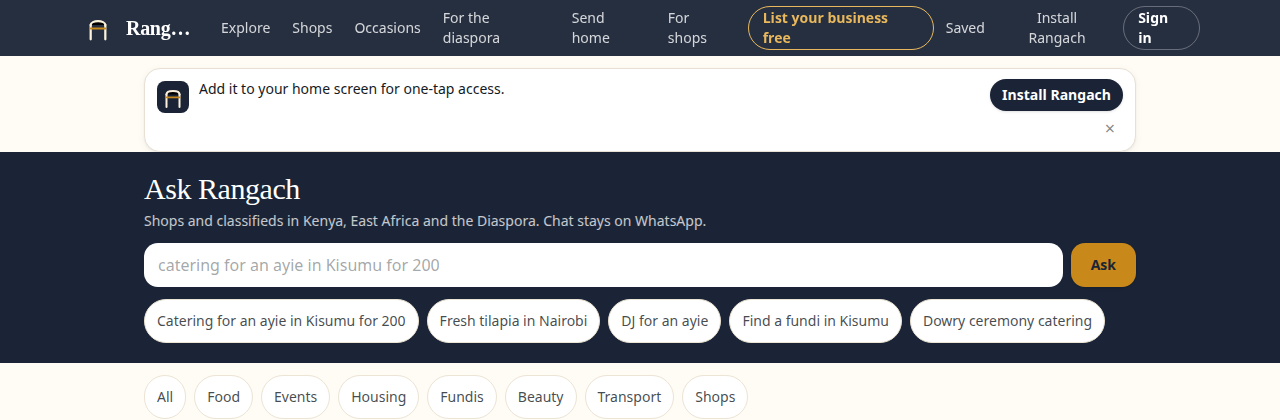 Rang...
Explore
Shops
Occasions
For the
diaspora
Send
home
For
shops
List your business
free
Saved
Install
Rangach
Sign
in
Add it to your home screen for one-tap access.
Install Rangach
×
Ask Rangach
Shops and classifieds in Kenya, East Africa and the Diaspora. Chat stays on WhatsApp.
catering for an ayie in Kisumu for 200
Ask
Catering for an ayie in Kisumu for 200
Fresh tilapia in Nairobi
DJ for an ayie
Find a fundi in Kisumu
Dowry ceremony catering
All
Food
Events
Housing
Fundis
Beauty
Transport
Shops